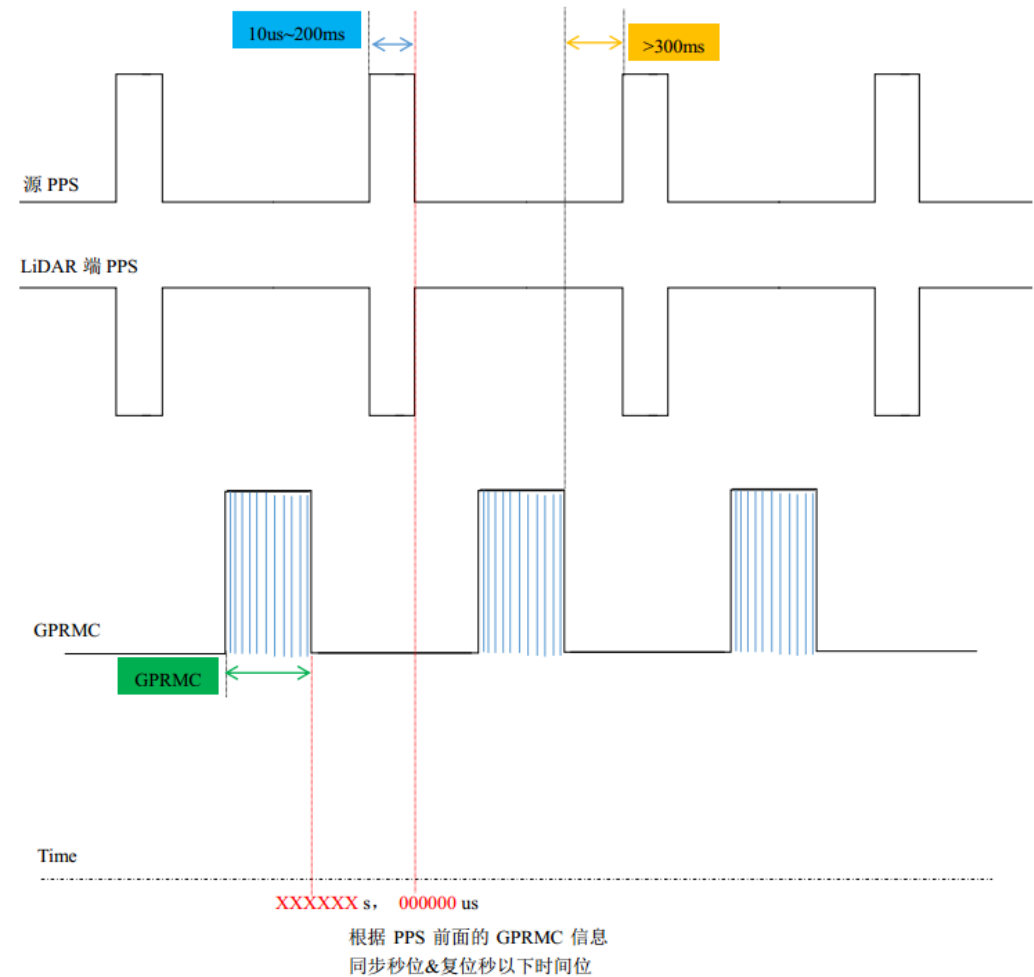 10us~200ms
>300ms
源 PPS
LiDAR 端 PPS
GPRMC
GPRMC
Time
XXXXXX s， 000000 us
根据 PPS 前面的 GPRMC 信息
同步秒位&复位秒以下时间位